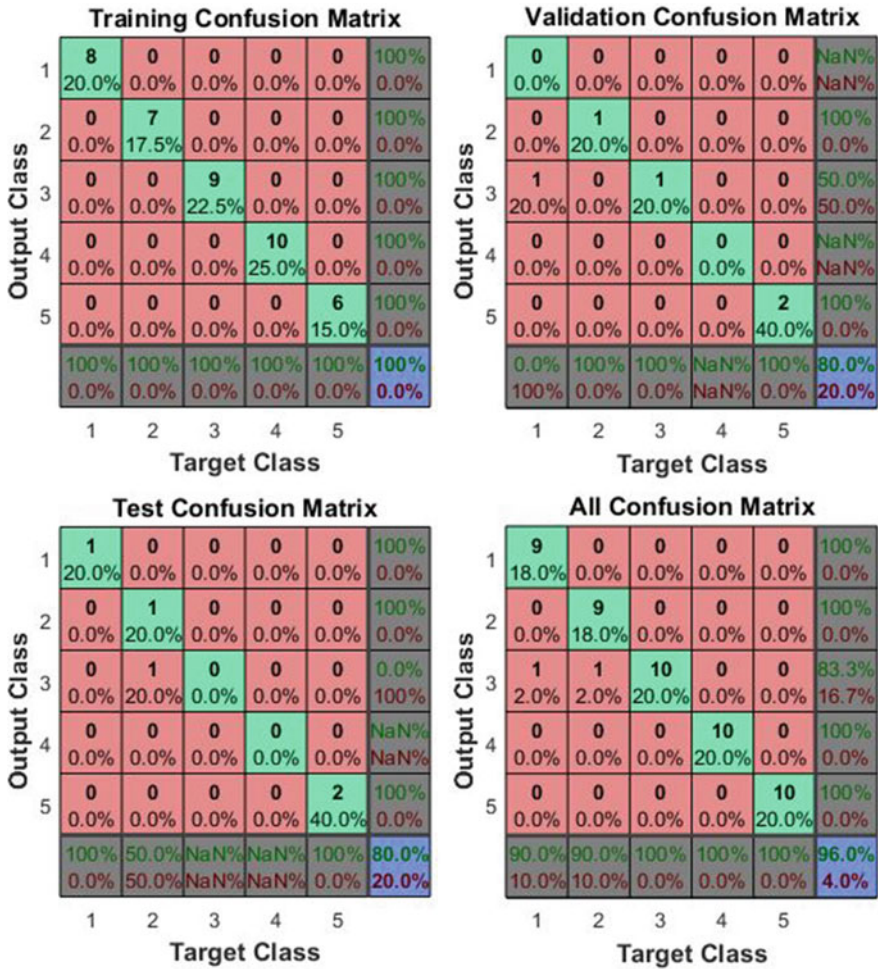 Training Confusion Matrix
Output Class
1
8 0 0 0 0 100%
20.0% 0.0% 0.0% 0.0% 0.0% 0.0%
2
0 7 0 0 0 100%
0.0% 17.5% 0.0% 0.0% 0.0% 0.0%
3
0 0 9 0 0 100%
0.0% 0.0% 22.5% 0.0% 0.0% 0.0%
4
0 0 0 10 0 100%
0.0% 0.0% 0.0% 25.0% 0.0% 0.0%
5
0 0 0 0 6 100%
0.0% 0.0% 0.0% 0.0% 15.0% 0.0%
100% 100% 100% 100% 100% 100%
0.0% 0.0% 0.0% 0.0% 0.0% 0.0%
1 2 3 4 5
Target Class
Validation Confusion Matrix
Output Class
1
0 0 0 0 0 NaN%
0.0% 0.0% 0.0% 0.0% 0.0% NaN%
2
0 1 0 0 0 100%
0.0% 20.0% 0.0% 0.0% 0.0% 0.0%
3
1 0 1 0 0 50.0%
20.0% 0.0% 20.0% 0.0% 0.0% 50.0%
4
0 0 0 0 0 NaN%
0.0% 0.0% 0.0% 0.0% 0.0% NaN%
5
0 0 0 0 2 100%
0.0% 0.0% 0.0% 0.0% 40.0% 0.0%
0.0% 100% 100% NaN% 100% 80.0%
100% 0.0% 0.0% NaN% 0.0% 20.0%
1 2 3 4 5
Target Class
Test Confusion Matrix
Output Class
1
1 0 0 0 0 100%
20.0% 0.0% 0.0% 0.0% 0.0% 0.0%
2
0 1 0 0 0 100%
0.0% 20.0% 0.0% 0.0% 0.0% 0.0%
3
0 1 0 0 0 0.0%
0.0% 20.0% 0.0% 0.0% 0.0% 100%
4
0 0 0 0 0 NaN%
0.0% 0.0% 0.0% 0.0% 0.0% NaN%
5
0 0 0 0 2 100%
0.0% 0.0% 0.0% 0.0% 40.0% 0.0%
100% 50.0% NaN% NaN% 100% 80.0%
0.0% 50.0% NaN% NaN% 0.0% 20.0%
1 2 3 4 5
Target Class
All Confusion Matrix
Output Class
1
9 0 0 0 0 100%
18.0% 0.0% 0.0% 0.0% 0.0% 0.0%
2
0 9 0 0 0 100%
0.0% 18.0% 0.0% 0.0% 0.0% 0.0%
3
1 1 10 0 0 83.3%
2.0% 2.0% 20.0% 0.0% 0.0% 16.7%
4
0 0 0 10 0 100%
0.0% 0.0% 0.0% 20.0% 0.0% 0.0%
5
0 0 0 0 10 100%
0.0% 0.0% 0.0% 0.0% 20.0% 0.0%
90.0% 90.0% 100% 100% 100% 96.0%
10.0% 10.0% 0.0% 0.0% 0.0% 4.0%
1 2 3 4 5
Target Class